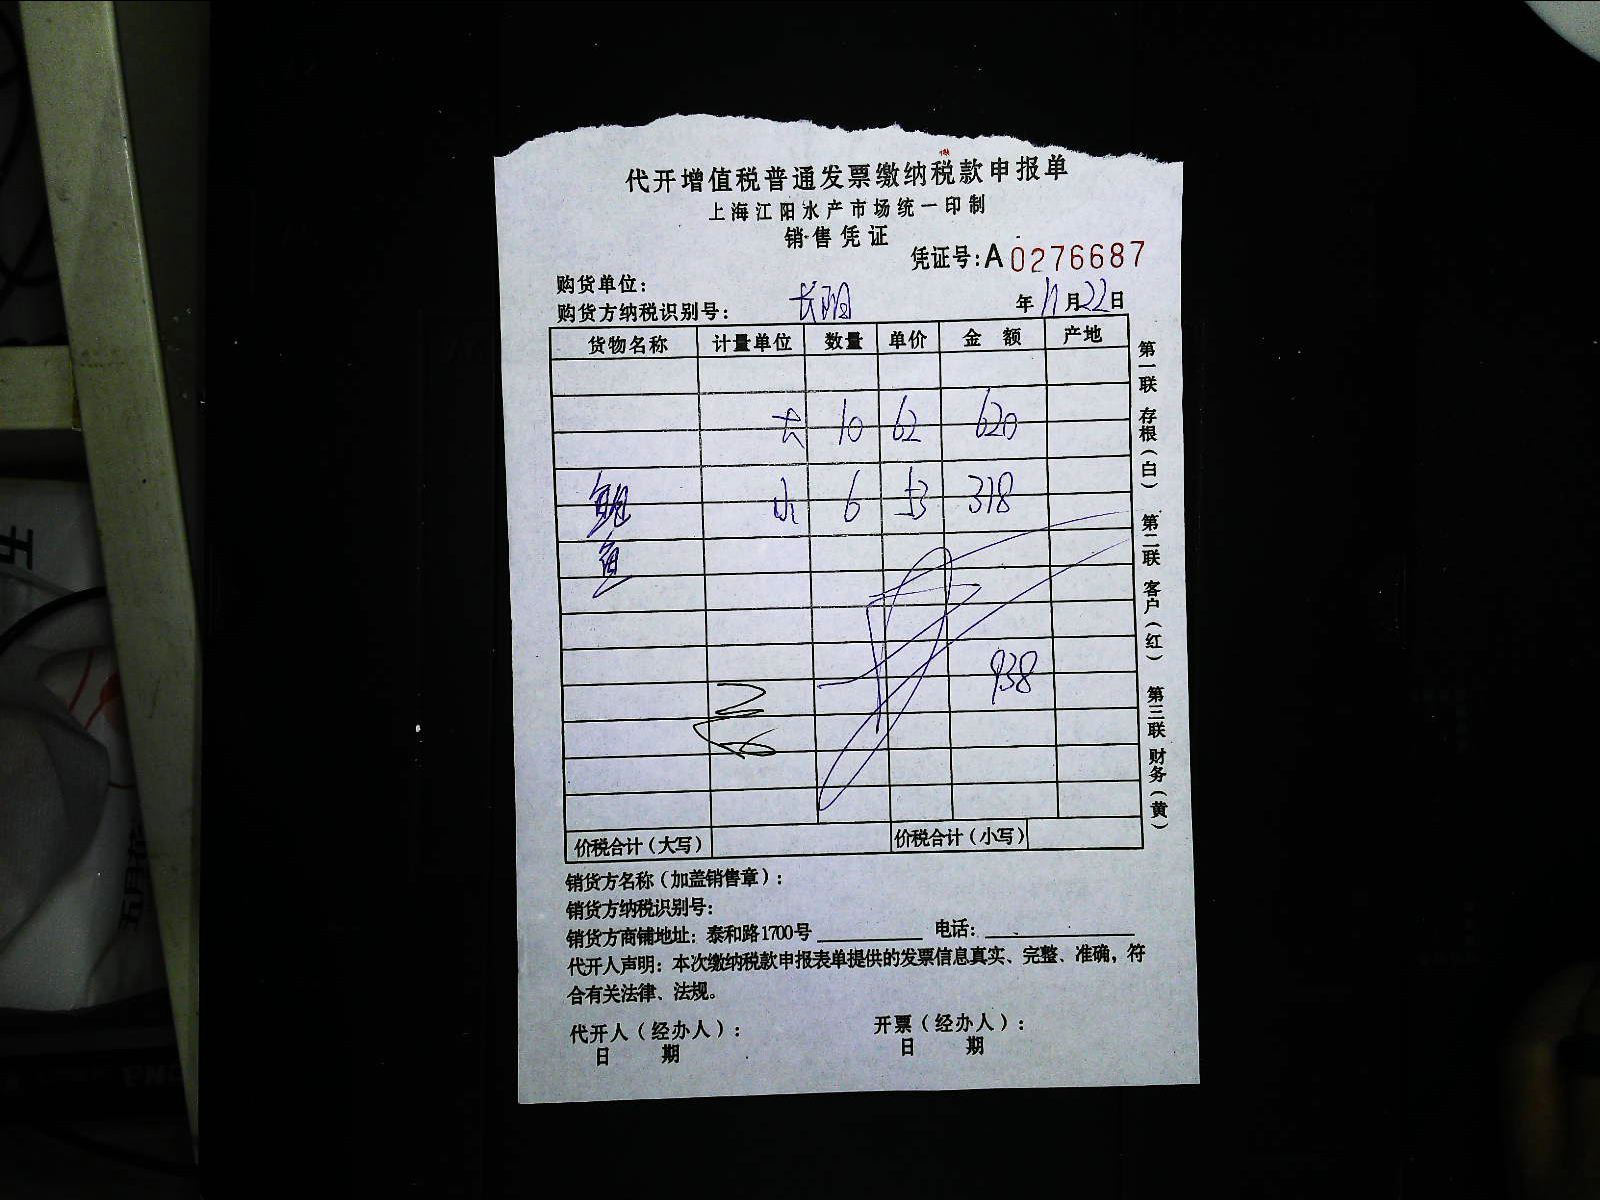 代开增值税普通发票缴纳税款申报单
上海江阳水产市场统一印制
销售凭证
凭证号:A0276687
购货单位:
购货方纳税识别号: 长阳 年11月22日
货物名称 计量单位 数量 单价 金额 产地
大 10 62 620
鲍 小 6 53 318
鱼
938
价税合计(大写) 价税合计(小写)
销货方名称(加盖销售章):
销货方纳税识别号:
销货方商铺地址:泰和路1700号 电话:
代开人声明:本次缴纳税款申报表单提供的发票信息真实、完整、准确,符
合有关法律、法规。
代开人(经办人): 开票(经办人):
日 期 日 期
第一联 存根(白) 第二联 客户(红) 第三联 财务(黄)
五